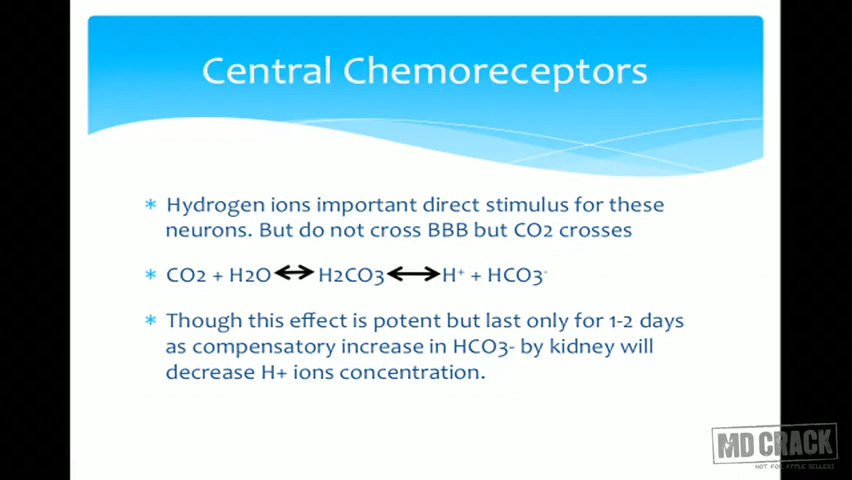 Central Chemoreceptors
* Hydrogen ions important direct stimulus for these
neurons. But do not cross BBB but CO2 crosses
* CO2 + H2O ↔ H2CO3 ↔ H⁺ + HCO3⁻
* Though this effect is potent but last only for 1-2 days
as compensatory increase in HCO3- by kidney will
decrease H+ ions concentration.
MD CRACK
NOT FOR APPLE SELLERS